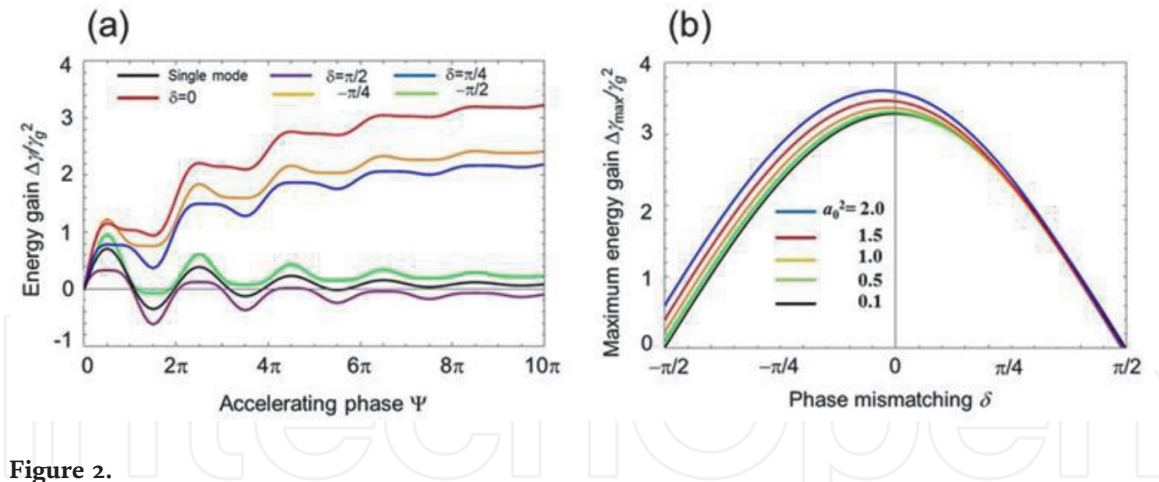 (a)
Energy gain Δγ/γg²
4
3
2
1
0
-1
Single mode
δ=0
δ=π/2
−π/4
δ=π/4
−π/2
0
2π
4π
6π
8π
10π
Accelerating phase Ψ
(b)
Maximum energy gain Δγmax/γg²
4
3
2
1
0
a₀²= 2.0
1.5
1.0
0.5
0.1
−π/2
−π/4
0
π/4
π/2
Phase mismatching δ
intechopen
Figure 2.